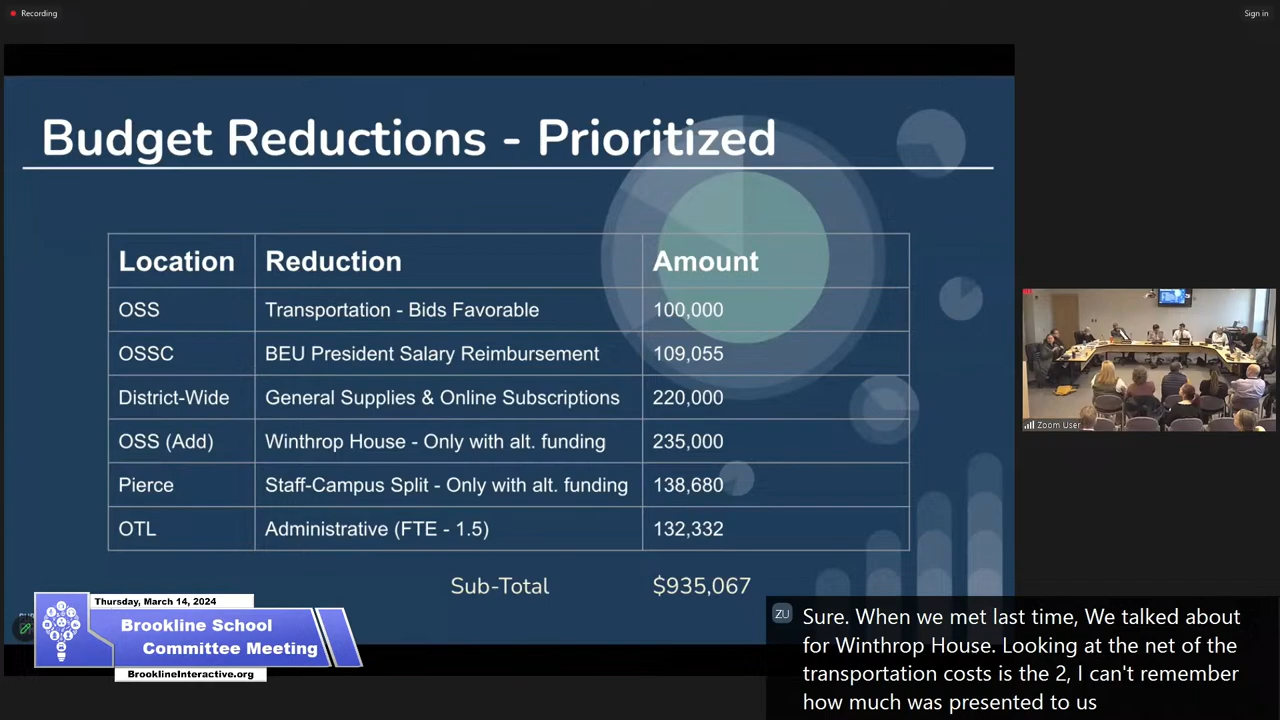 Recording
Sign in
Budget Reductions - Prioritized
Location Reduction Amount
OSS Transportation - Bids Favorable 100,000
OSSC BEU President Salary Reimbursement 109,055
District-Wide General Supplies & Online Subscriptions 220,000
OSS (Add) Winthrop House - Only with alt. funding 235,000
Pierce Staff-Campus Split - Only with alt. funding 138,680
OTL Administrative (FTE - 1.5) 132,332
Sub-Total $935,067
Zoom User
Thursday, March 14, 2024
Brookline School
Committee Meeting
BrooklineInteractive.org
ZU Sure. When we met last time, We talked about
for Winthrop House. Looking at the net of the
transportation costs is the 2, I can't remember
how much was presented to us